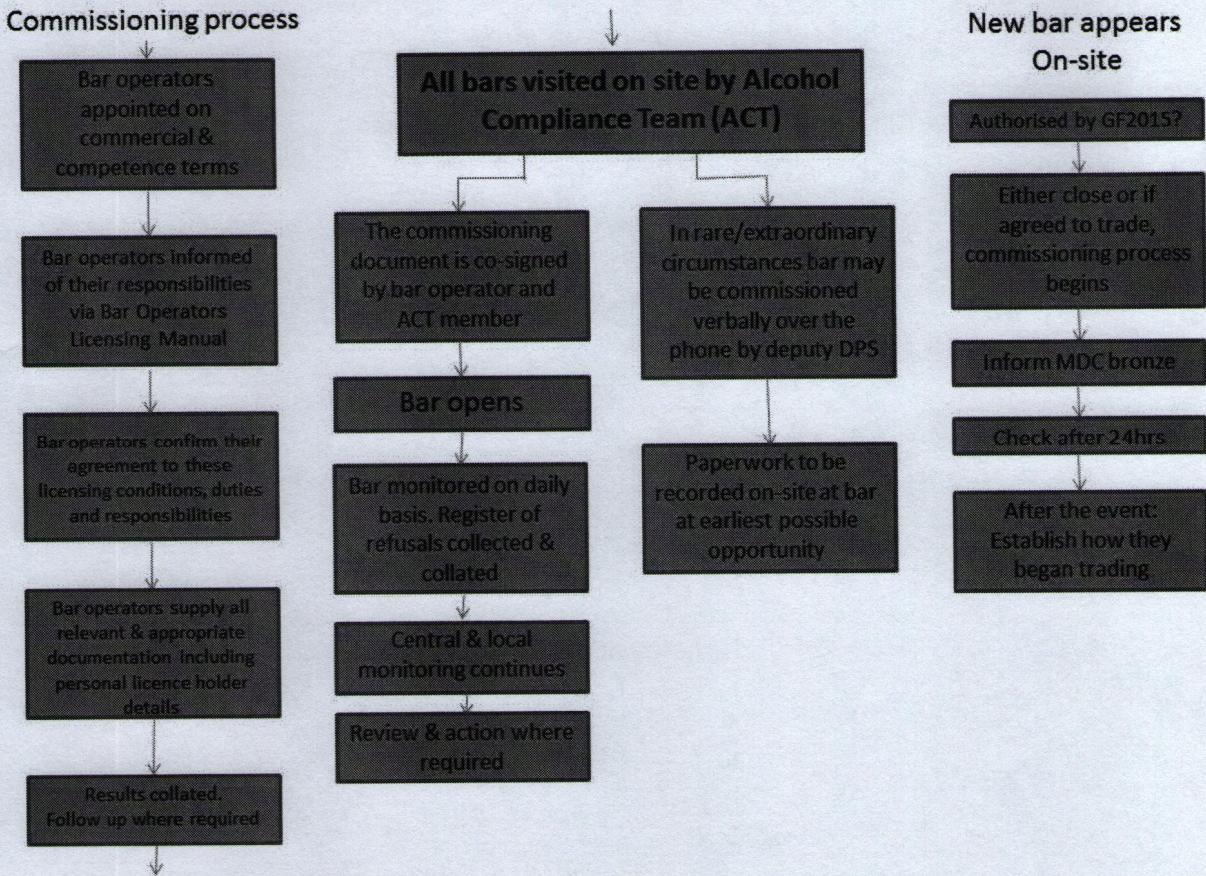 Commissioning process
Bar operators
appointed on
commercial &
competence terms
Bar operators informed
of their responsibilities
via Bar Operators
Licensing Manual
Bar operators confirm their
agreement to these
licensing conditions, duties
and responsibilities
Bar operators supply all
relevant & appropriate
documentation including
personal licence holder
details
Results collated.
Follow up where required
All bars visited on site by Alcohol
Compliance Team (ACT)
The commissioning
document is co-signed
by bar operator and
ACT member
Bar opens
Bar monitored on daily
basis. Register of
refusals collected &
collated
Central & local
monitoring continues
Review & action where
required
In rare/extraordinary
circumstances bar may
be commissioned
verbally over the
phone by deputy DPS
Paperwork to be
recorded on-site at bar
at earliest possible
opportunity
New bar appears
On-site
Authorised by GF2015?
Either close or if
agreed to trade,
commissioning process
begins
Inform MDC bronze
Check after 24hrs
After the event:
Establish how they
began trading